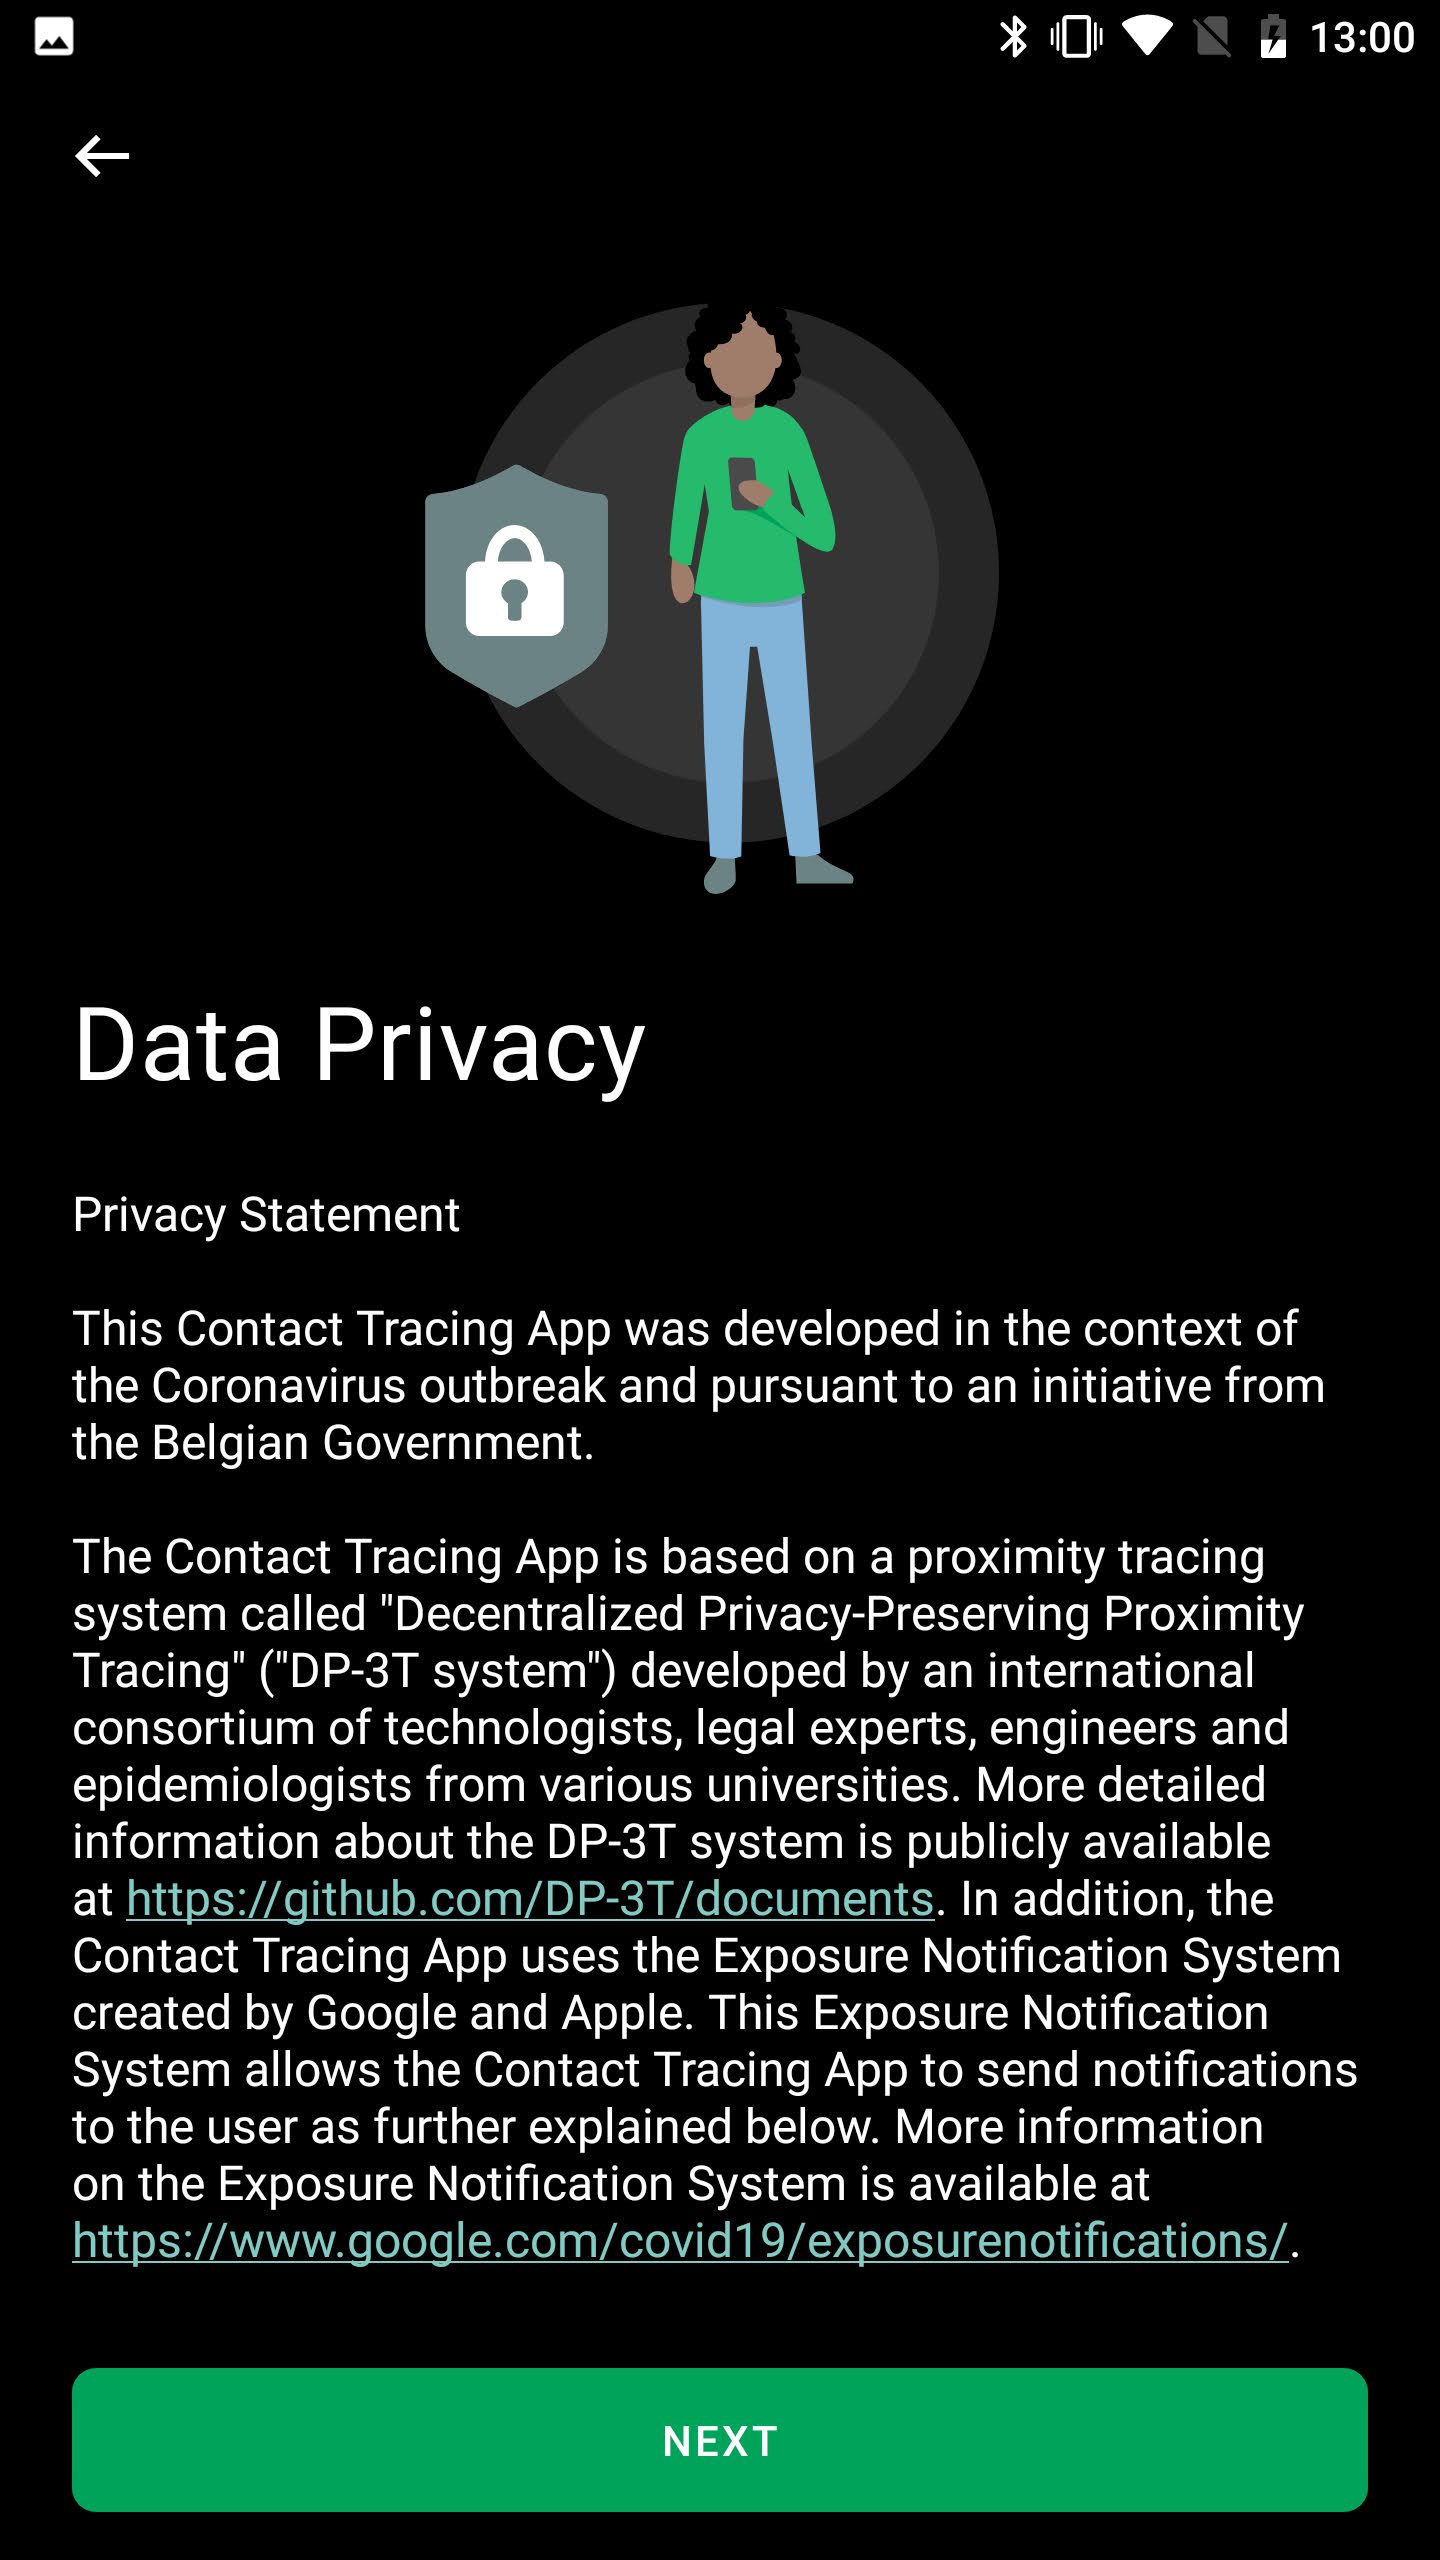 13:00
Data Privacy
Privacy Statement
This Contact Tracing App was developed in the context of
the Coronavirus outbreak and pursuant to an initiative from
the Belgian Government.
The Contact Tracing App is based on a proximity tracing
system called "Decentralized Privacy-Preserving Proximity
Tracing" ("DP-3T system") developed by an international
consortium of technologists, legal experts, engineers and
epidemiologists from various universities. More detailed
information about the DP-3T system is publicly available
at https://github.com/DP-3T/documents. In addition, the
Contact Tracing App uses the Exposure Notification System
created by Google and Apple. This Exposure Notification
System allows the Contact Tracing App to send notifications
to the user as further explained below. More information
on the Exposure Notification System is available at
https://www.google.com/covid19/exposurenotifications/.
NEXT